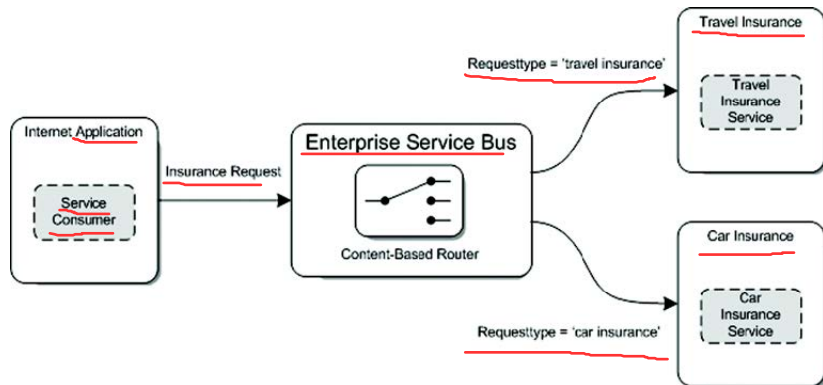 Internet Application
Service
Consumer
Insurance Request
Enterprise Service Bus
Content-Based Router
Requesttype = 'travel insurance'
Travel Insurance
Travel
Insurance
Service
Requesttype = 'car insurance'
Car Insurance
Car
Insurance
Service